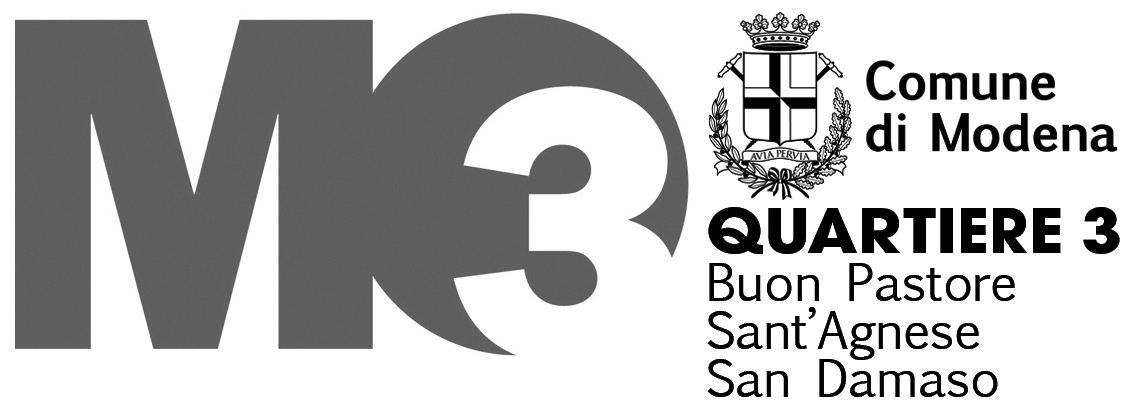 M3
Comune
di Modena
AVIA PERVIA
QUARTIERE 3
Buon Pastore
Sant’Agnese
San Damaso